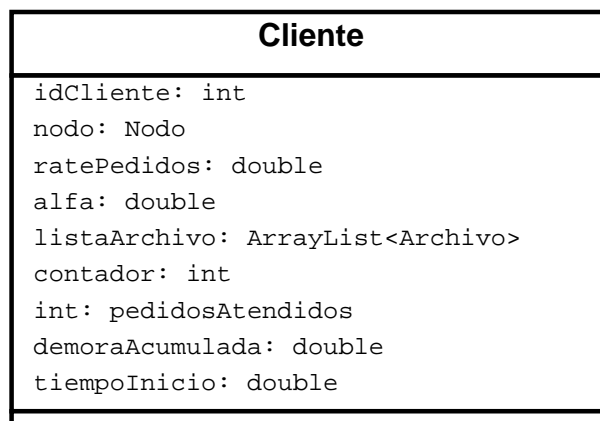 Cliente
idCliente: int
nodo: Nodo
ratePedidos: double
alfa: double
listaArchivo: ArrayList<Archivo>
contador: int
int: pedidosAtendidos
demoraAcumulada: double
tiempoInicio: double